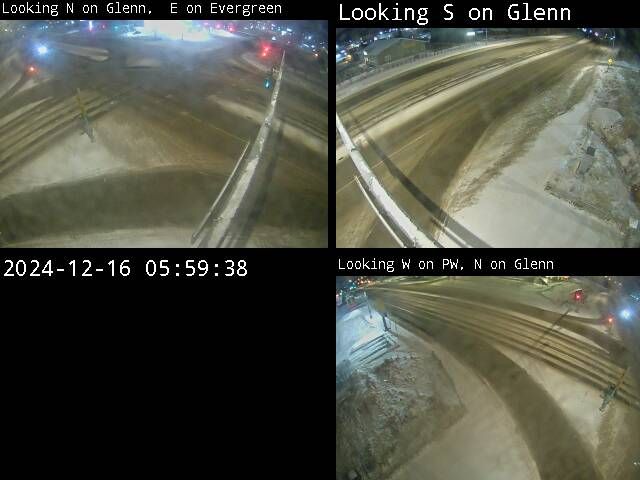 Looking N on Glenn,  E on Evergreen
Looking S on Glenn
2024-12-16 05:59:38
Looking W on PW, N on Glenn